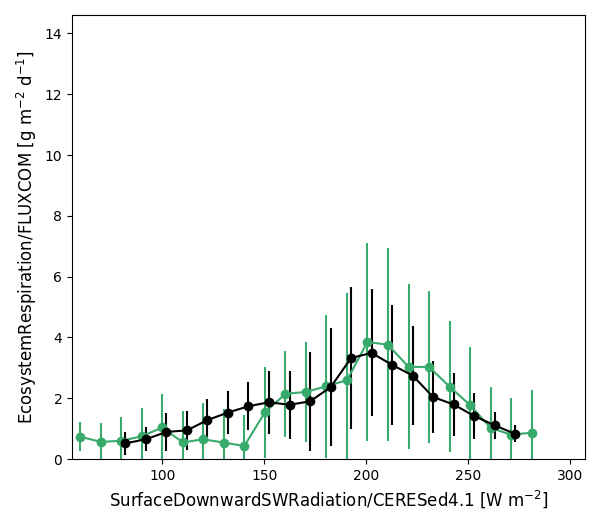 14
12
10
8
6
4
2
0
EcosystemRespiration/FLUXCOM [g m⁻² d⁻¹]
100 150 200 250 300
SurfaceDownwardSWRadiation/CERESed4.1 [W m⁻²]